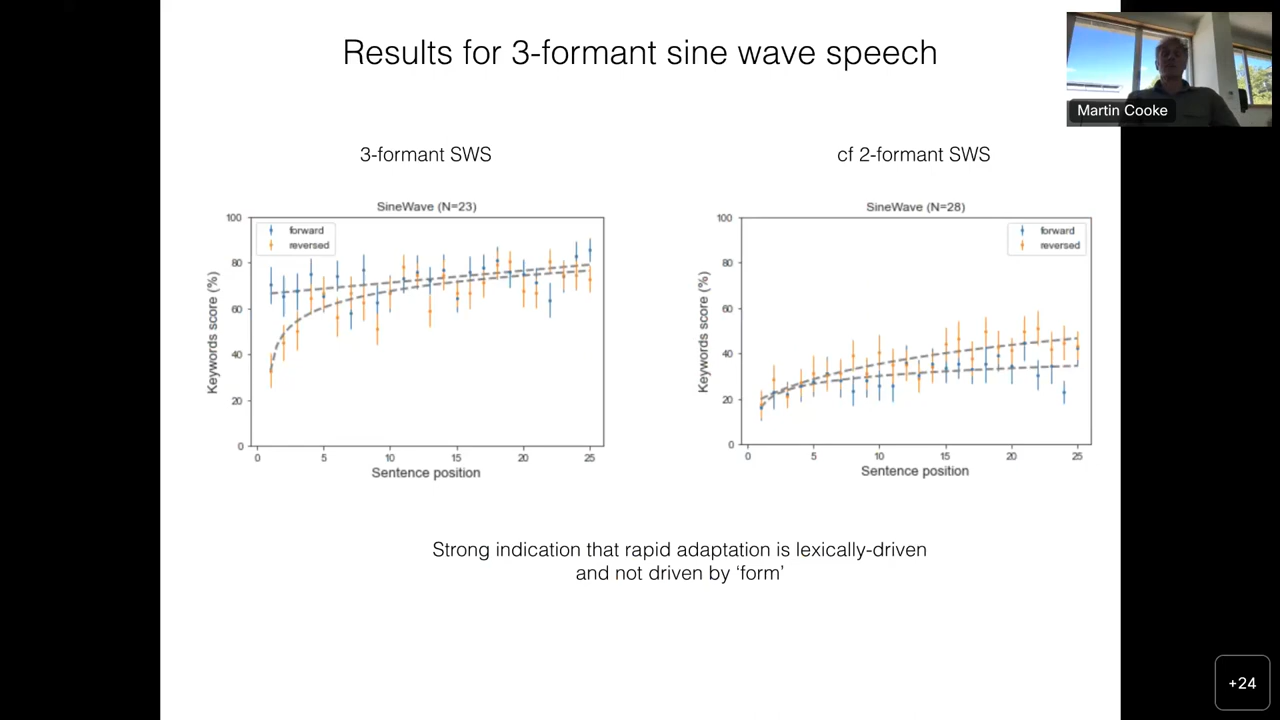 Results for 3-formant sine wave speech
Martin Cooke
3-formant SWS
cf 2-formant SWS
SineWave (N=23)
forward
reversed
Keywords score (%)
100
80
60
40
20
0
0 5 10 15 20 25
Sentence position
SineWave (N=28)
forward
reversed
Keywords score (%)
100
80
60
40
20
0
0 5 10 15 20 25
Sentence position
Strong indication that rapid adaptation is lexically-driven
and not driven by ‘form’
+24